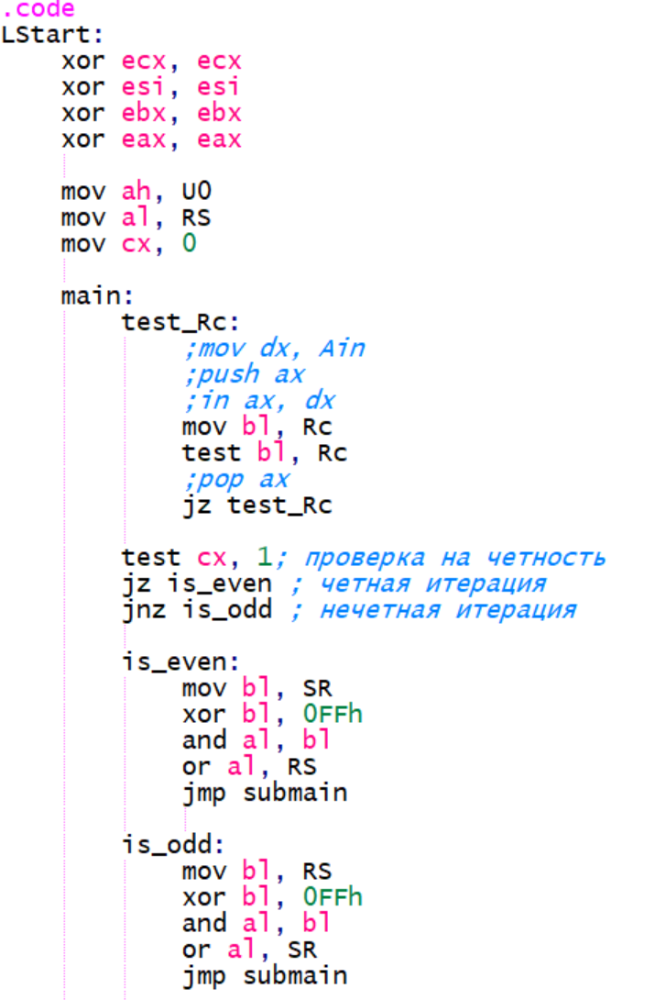 .code
LStart:
xor ecx, ecx
xor esi, esi
xor ebx, ebx
xor eax, eax
mov ah, U0
mov al, RS
mov cx, 0
main:
test_Rc:
;mov dx, Ain
;push ax
;in ax, dx
mov bl, Rc
test bl, Rc
;pop ax
jz test_Rc
test cx, 1; проверка на четность
jz is_even ; четная итерация
jnz is_odd ; нечетная итерация
is_even:
mov bl, SR
xor bl, 0FFh
and al, bl
or al, RS
jmp submain
is_odd:
mov bl, RS
xor bl, 0FFh
and al, bl
or al, SR
jmp submain